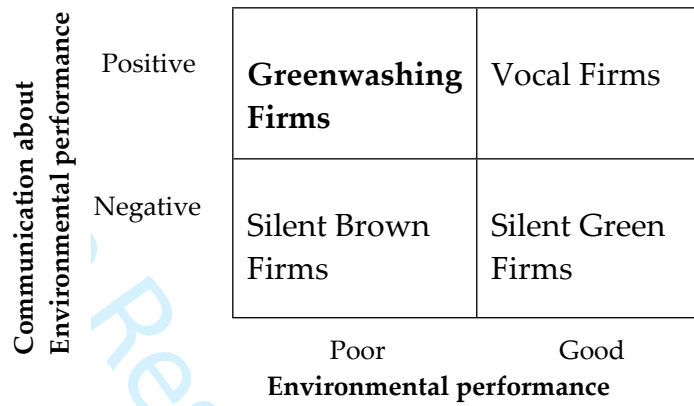 Communication about
Environmental performance
Positive
Greenwashing
Firms
Vocal Firms
Negative
Silent Brown
Firms
Silent Green
Firms
Poor
Good
Environmental performance